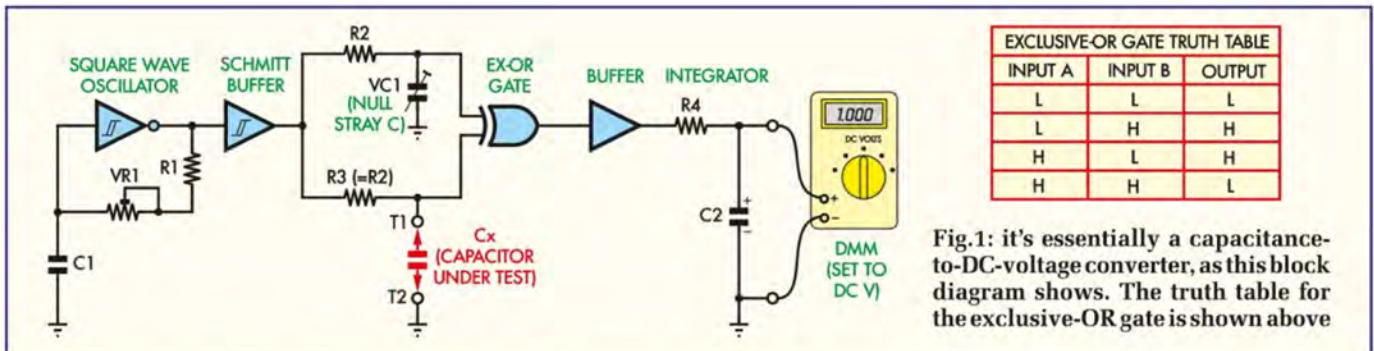 SQUARE WAVE
OSCILLATOR
SCHMITT
BUFFER
R2
VC1
(NULL
STRAY C)
EX-OR
GATE
BUFFER
INTEGRATOR
R4
1.000
DC VOLTS
R1
VR1
C1
R3 (=R2)
T1
Cx
(CAPACITOR
UNDER TEST)
T2
C2
+
−
+
−
DMM
(SET TO
DC V)
EXCLUSIVE-OR GATE TRUTH TABLE
INPUT A INPUT B OUTPUT
L L L
L H H
H L H
H H L
Fig.1: it's essentially a capacitance-
to-DC-voltage converter, as this block
diagram shows. The truth table for
the exclusive-OR gate is shown above